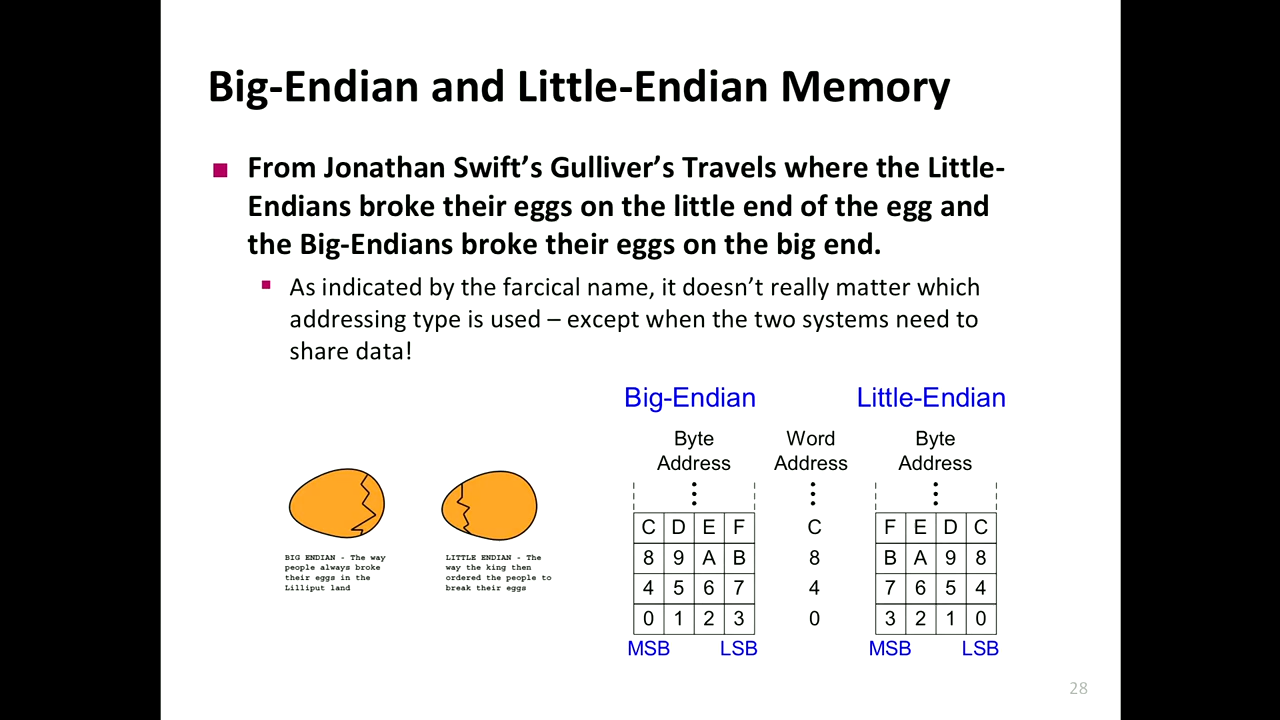 Big-Endian and Little-Endian Memory
■ From Jonathan Swift’s Gulliver’s Travels where the Little-
Endians broke their eggs on the little end of the egg and
the Big-Endians broke their eggs on the big end.
▪ As indicated by the farcical name, it doesn’t really matter which
addressing type is used – except when the two systems need to
share data!
BIG ENDIAN - The way
people always broke
their eggs in the
Lilliput land
LITTLE ENDIAN - The
way the king then
ordered the people to
break their eggs
Big-Endian Little-Endian
Byte Word Byte
Address Address Address
C D E F C F E D C
8 9 A B 8 B A 9 8
4 5 6 7 4 7 6 5 4
0 1 2 3 0 3 2 1 0
MSB LSB MSB LSB
28